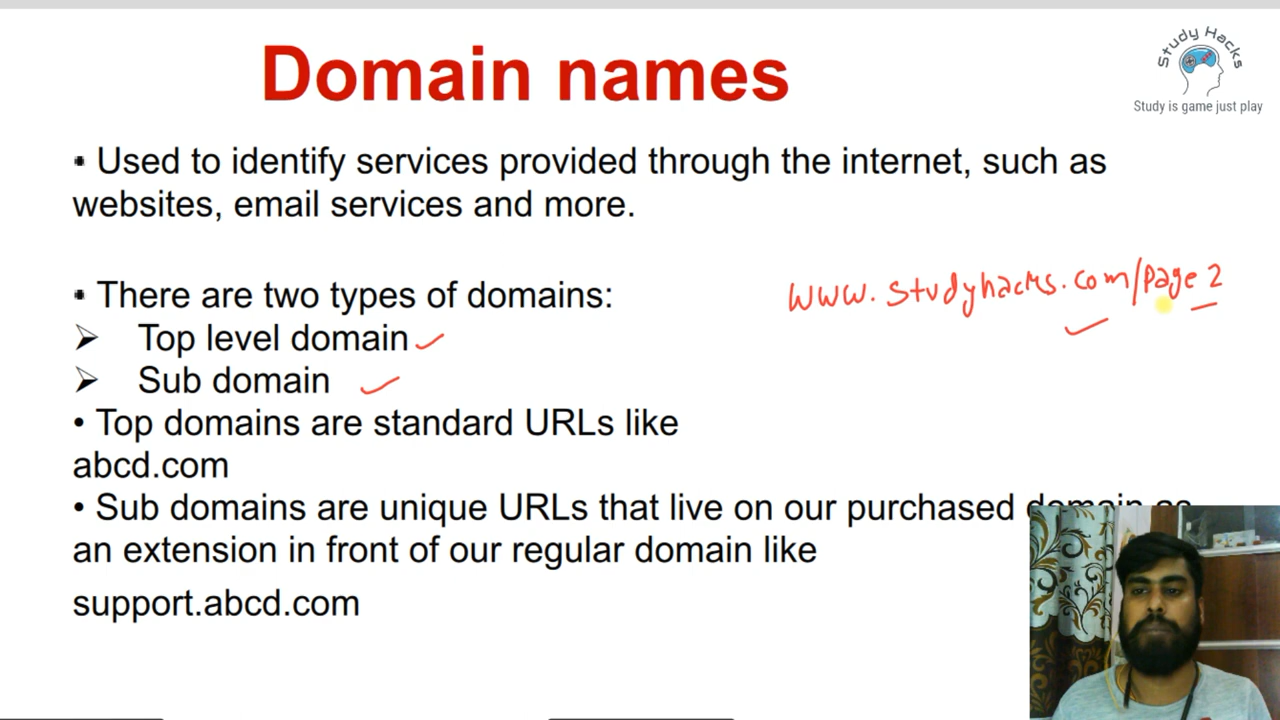 Domain names
Study Hacks
Study is game just play
▪ Used to identify services provided through the internet, such as
websites, email services and more.
▪ There are two types of domains:
www.studyhacks.com/Page 2
➢ Top level domain
➢ Sub domain
• Top domains are standard URLs like
abcd.com
• Sub domains are unique URLs that live on our purchased domain as
an extension in front of our regular domain like
support.abcd.com